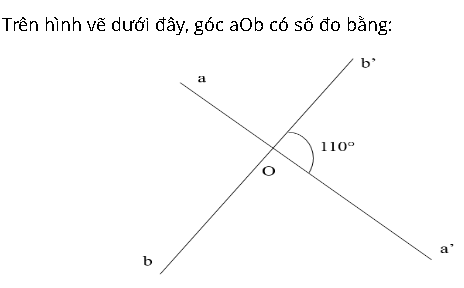 Trên hình vẽ dưới đây, góc aOb có số đo bằng:
b'
a
110°
O
a'
b